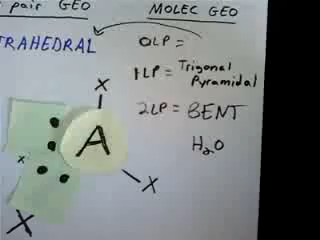 pair GEO MOLEC GEO
TRAHEDRAL 0LP =
1LP = Trigonal
Pyramidal
2LP = BENT
H₂O
X
A
x
X
X